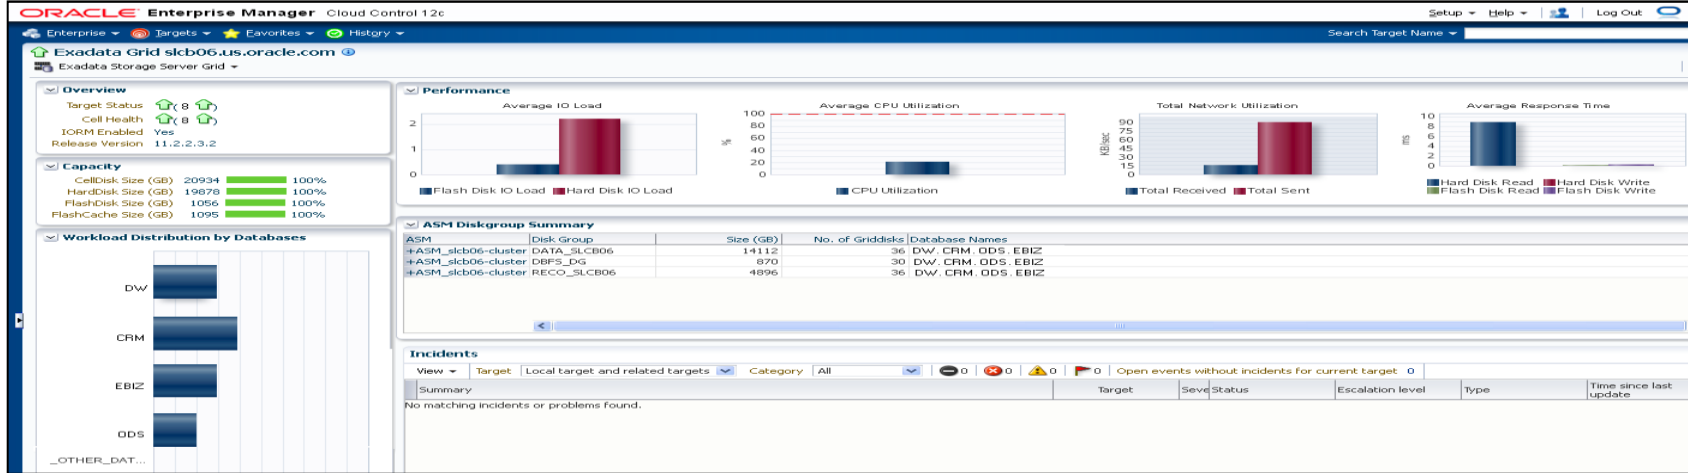 ORACLE Enterprise Manager Cloud Control 12c
Setup Help Log Out
Enterprise Targets Favorites History Search Target Name
Exadata Grid slcb06.us.oracle.com
Exadata Storage Server Grid
Overview
Target Status ( 8 )
Cell Health ( 8 )
IORM Enabled Yes
Release Version 11.2.2.3.2
Capacity
CellDisk Size (GB) 20934 100%
HardDisk Size (GB) 19878 100%
FlashDisk Size (GB) 1056 100%
FlashCache Size (GB) 1095 100%
Workload Distribution by Databases
DW
CRM
EBIZ
ODS
_OTHER_DAT...
Performance
Average IO Load
2
1
0
Flash Disk IO Load Hard Disk IO Load
Average CPU Utilization
%
100
80
60
40
20
0
CPU Utilization
Total Network Utilization
KB/sec
90
75
60
45
30
15
0
Total Received Total Sent
Average Response Time
ms
10
8
6
4
2
0
Hard Disk Read Hard Disk Write
Flash Disk Read Flash Disk Write
ASM Diskgroup Summary
ASM Disk Group Size (GB) No. of Griddisks Database Names
+ASM_slcb06-cluster DATA_SLCB06 14112 36 DW, CRM, ODS, EBIZ
+ASM_slcb06-cluster DBFS_DG 870 30 DW, CRM, ODS, EBIZ
+ASM_slcb06-cluster RECO_SLCB06 4896 36 DW, CRM, ODS, EBIZ
Incidents
View Target Local target and related targets Category All 0 0 0 0 Open events without incidents for current target 0
Summary Target Seve Status Escalation level Type Time since last update
No matching incidents or problems found.